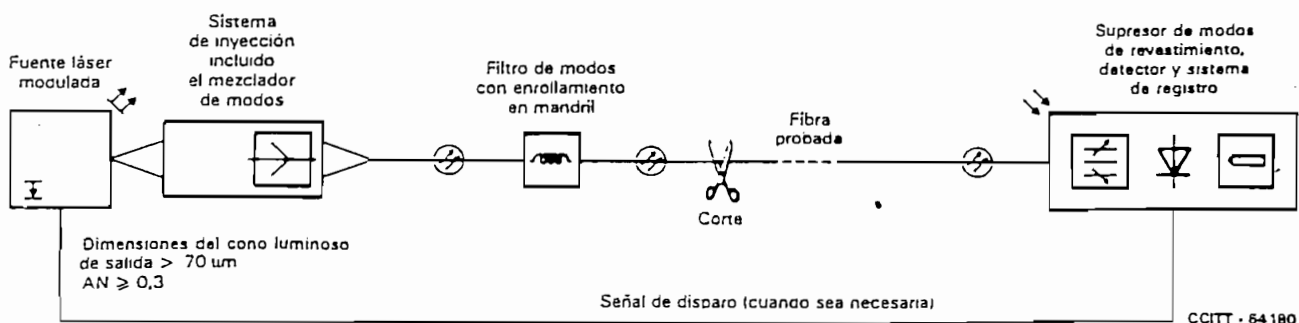 Fuente láser
modulada
Sistema
de inyección
incluido
el mezclador
de modos
Filtro de modos
con enrollamiento
en mandril
Fibra
probada
Supresor de modos
de revestimiento,
detector y sistema
de registro
Corte
Dimensiones del cono luminoso
de salida > 70 um
AN ≥ 0,3
Señal de disparo (cuando sea necesaria)
CCITT - 64180